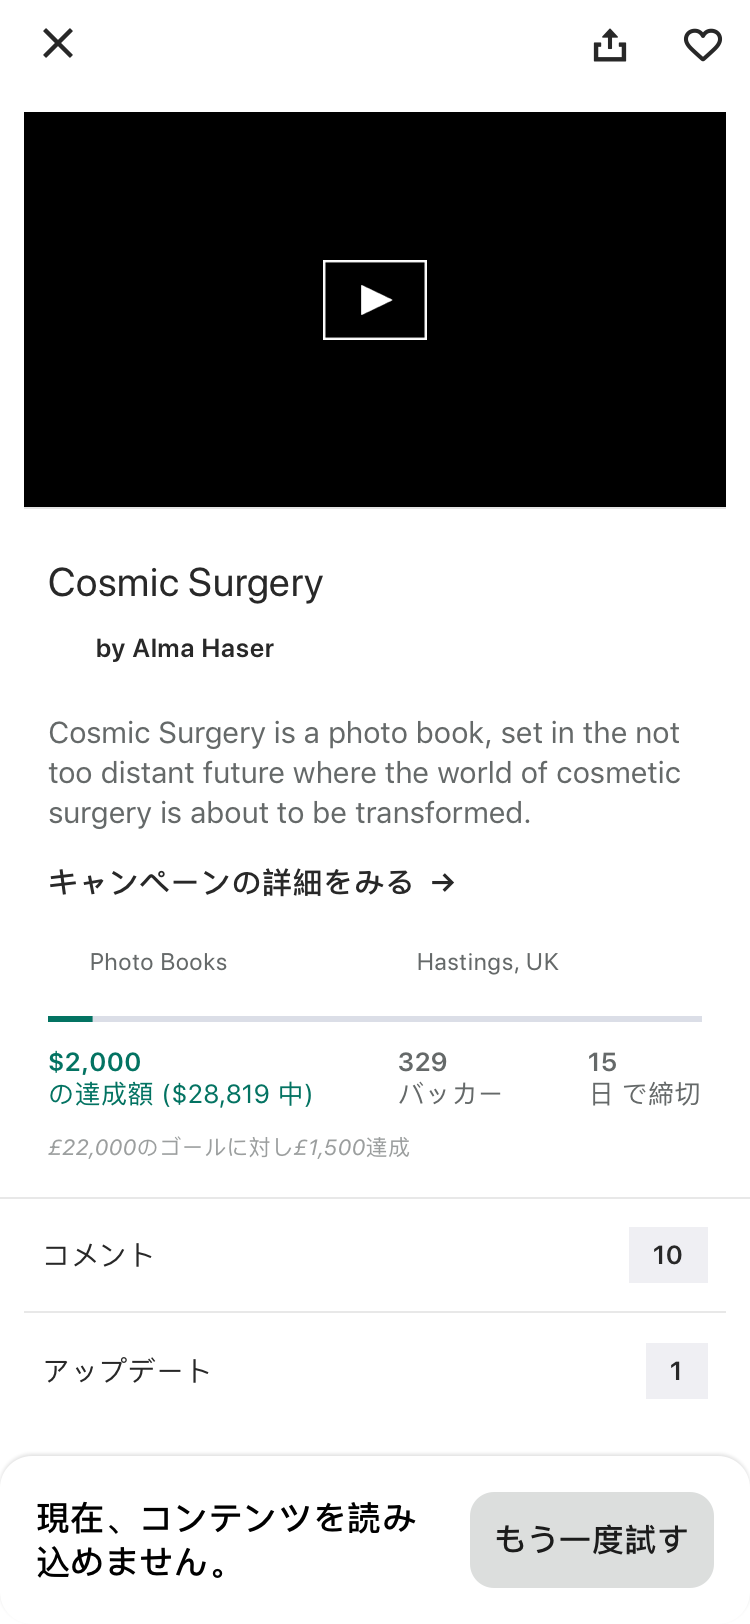 Cosmic Surgery
by Alma Haser
Cosmic Surgery is a photo book, set in the not
too distant future where the world of cosmetic
surgery is about to be transformed.
キャンペーンの詳細をみる →
Photo Books
Hastings, UK
$2,000
の達成額 ($28,819 中)
329
バッカー
15
日 で締切
£22,000のゴールに対し£1,500達成
コメント
10
アップデート
1
現在、コンテンツを読み
込めません。
もう一度試す